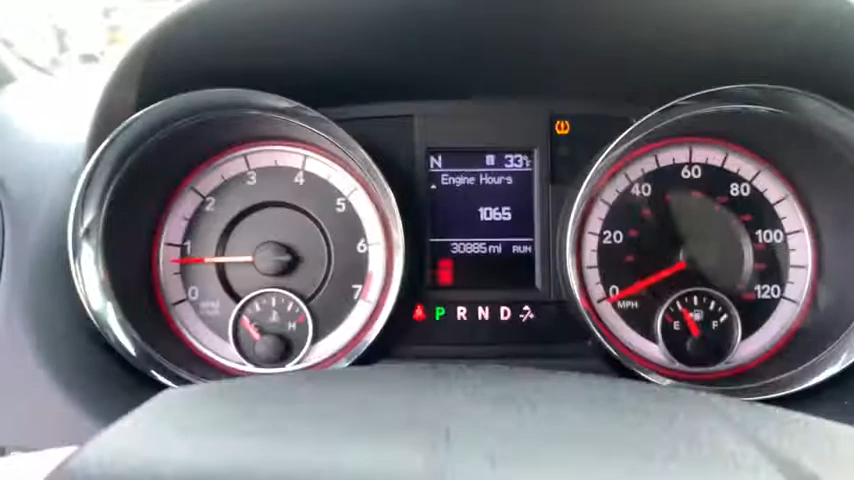 N 33°F
Engine Hours
1065
30885 mi RUN
P R N D
0 1 2 3 4 5 6 7
C H
0 20 40 60 80 100 120
MPH
E F